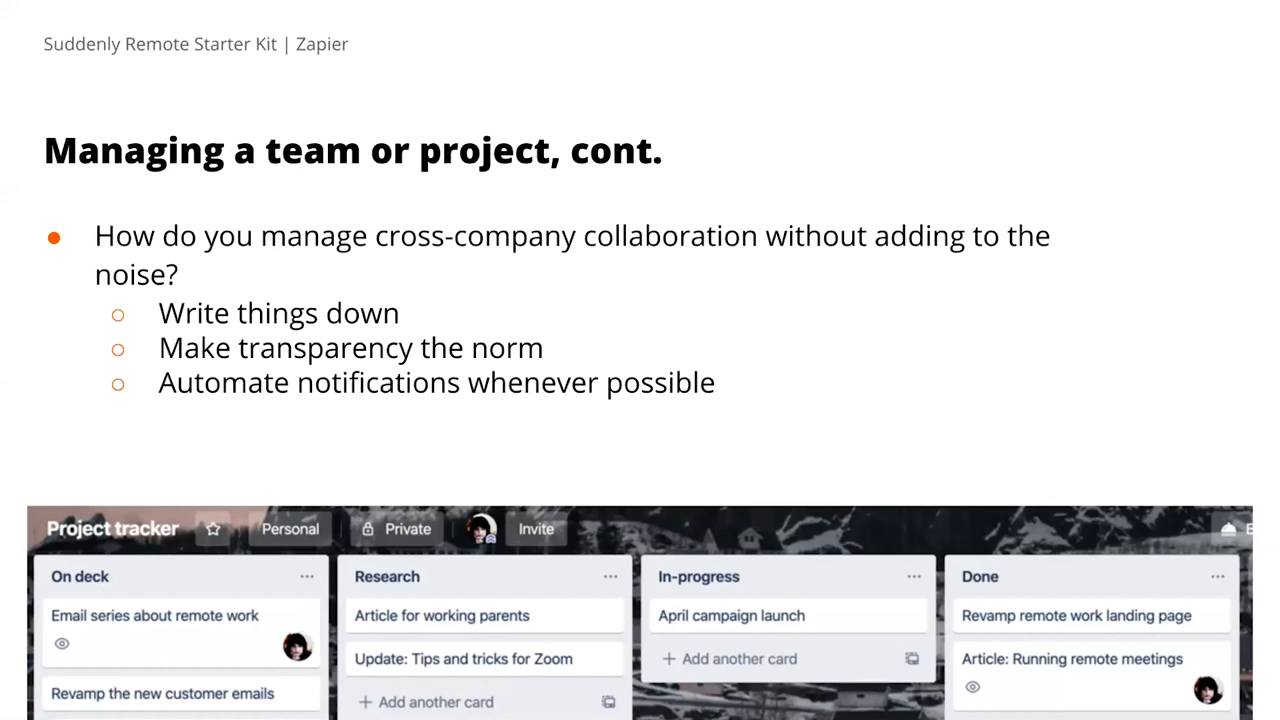 Suddenly Remote Starter Kit | Zapier
Managing a team or project, cont.
● How do you manage cross-company collaboration without adding to the
noise?
○ Write things down
○ Make transparency the norm
○ Automate notifications whenever possible
Project tracker Personal Private Invite
On deck
Email series about remote work
Revamp the new customer emails
Research
Article for working parents
Update: Tips and tricks for Zoom
+ Add another card
In-progress
April campaign launch
+ Add another card
Done
Revamp remote work landing page
Article: Running remote meetings